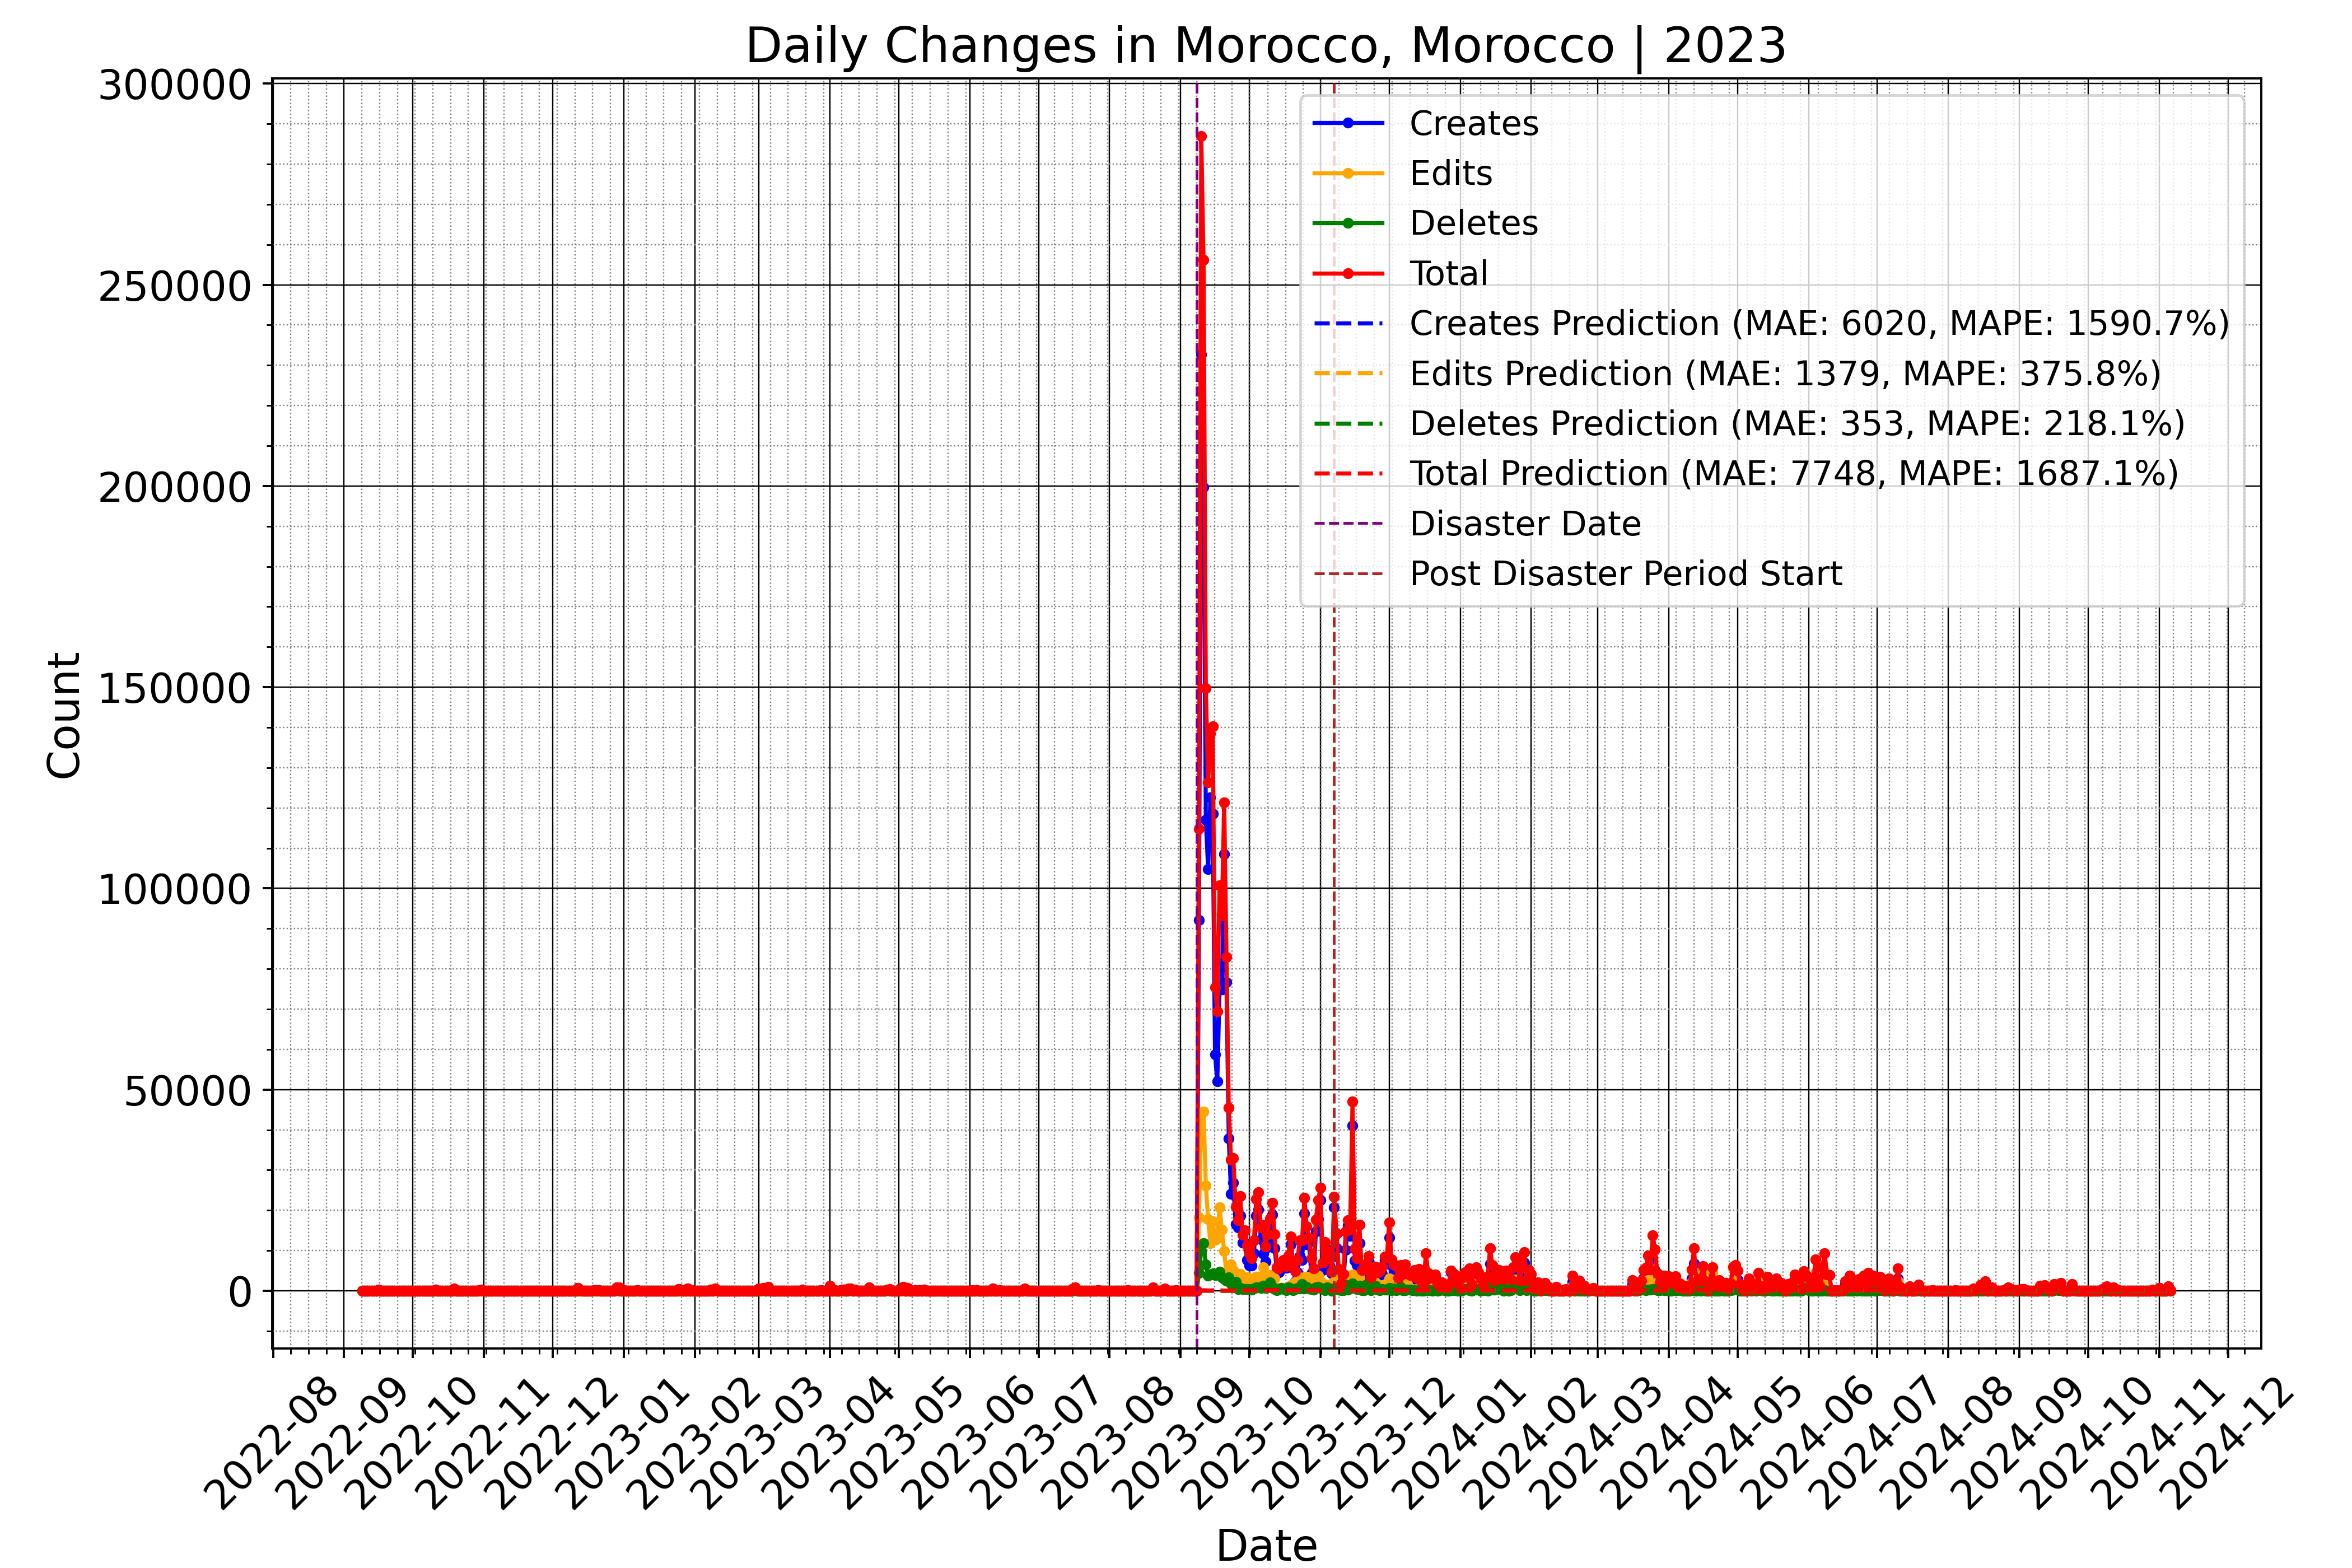 Daily Changes in Morocco, Morocco | 2023
300000
250000
200000
150000
100000
50000
0
Count
Creates
Edits
Deletes
Total
Creates Prediction (MAE: 6020, MAPE: 1590.7%)
Edits Prediction (MAE: 1379, MAPE: 375.8%)
Deletes Prediction (MAE: 353, MAPE: 218.1%)
Total Prediction (MAE: 7748, MAPE: 1687.1%)
Disaster Date
Post Disaster Period Start
2022-08
2022-09
2022-10
2022-11
2022-12
2023-01
2023-02
2023-03
2023-04
2023-05
2023-06
2023-07
2023-08
2023-09
2023-10
2023-11
2023-12
2024-01
2024-02
2024-03
2024-04
2024-05
2024-06
2024-07
2024-08
2024-09
2024-10
2024-11
2024-12
Date